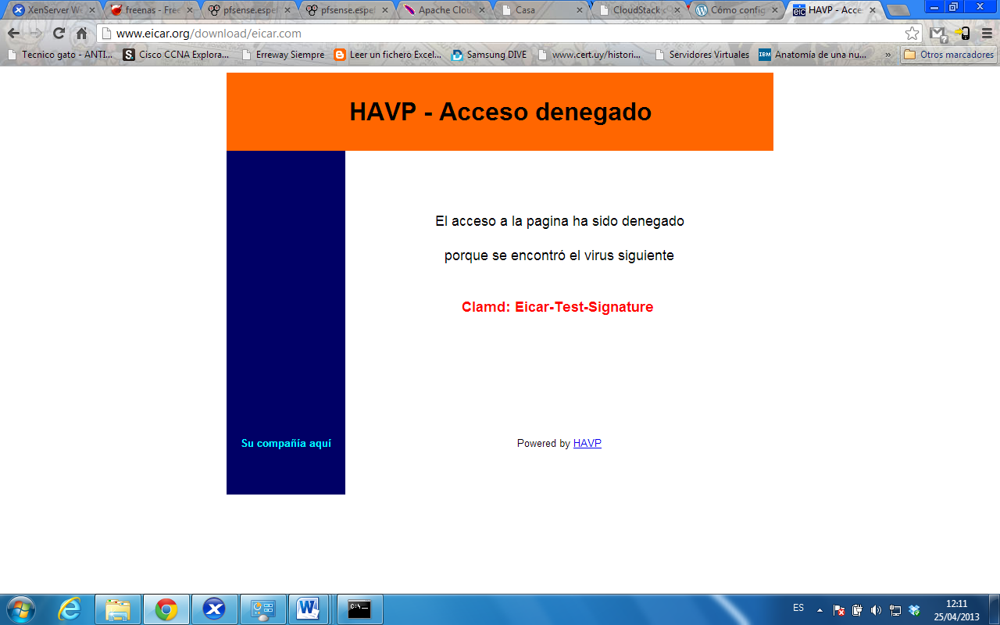 XenServer W
freenas - Free
pfsense.espel
pfsense.espel
Apache Clou
Casa
CloudStack
Cómo config
HAVP - Acce
www.eicar.org/download/eicar.com
Tecnico gato - ANTI...
Cisco CCNA Explora...
Erreway Siempre
Leer un fichero Excel...
Samsung DIVE
www.cert.uy/histori...
Servidores Virtuales
IBM
Anatomía de una nu...
»
Otros marcadores
HAVP - Acceso denegado
El acceso a la pagina ha sido denegado
porque se encontró el virus siguiente
Clamd: Eicar-Test-Signature
Su compañía aquí
Powered by HAVP
ES
12:11
25/04/2013